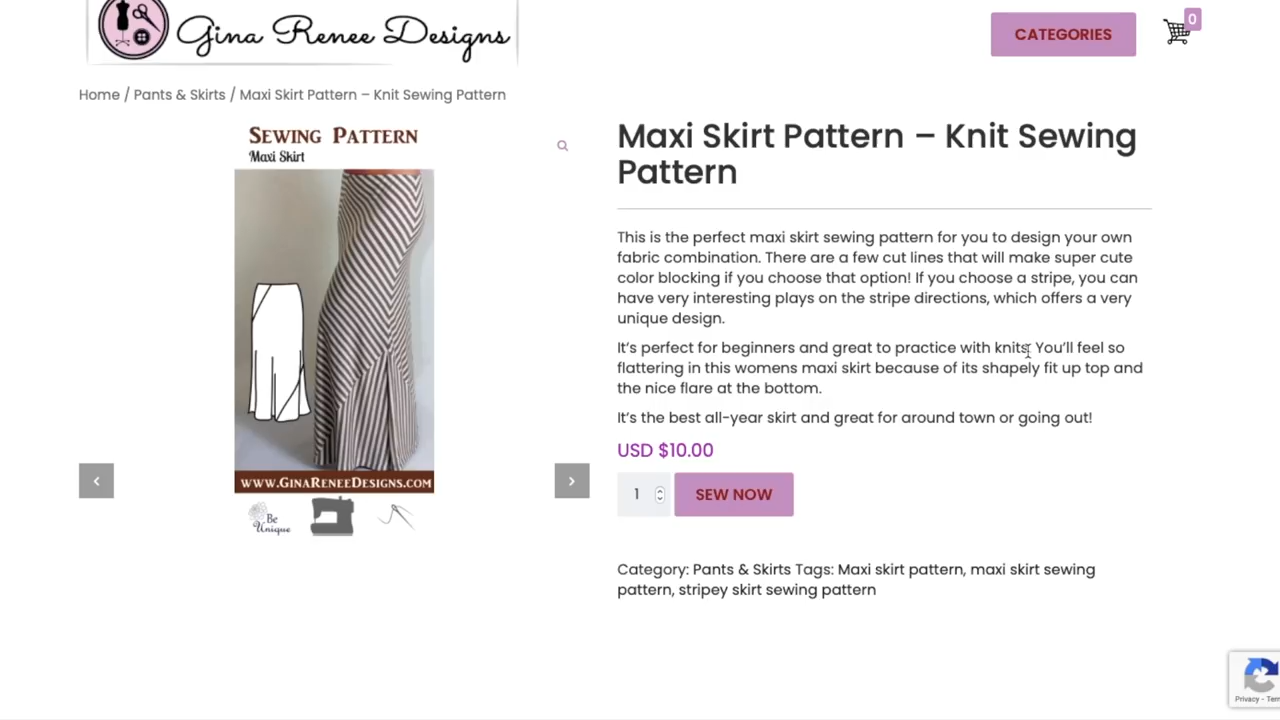 Gina Renee Designs
CATEGORIES
0
Home / Pants & Skirts / Maxi Skirt Pattern – Knit Sewing Pattern
SEWING PATTERN
Maxi Skirt
WWW.GINARENEEDESIGNS.COM
Be
Unique
Maxi Skirt Pattern – Knit Sewing
Pattern
This is the perfect maxi skirt sewing pattern for you to design your own
fabric combination. There are a few cut lines that will make super cute
color blocking if you choose that option! If you choose a stripe, you can
have very interesting plays on the stripe directions, which offers a very
unique design.
It’s perfect for beginners and great to practice with knits. You’ll feel so
flattering in this womens maxi skirt because of its shapely fit up top and
the nice flare at the bottom.
It’s the best all-year skirt and great for around town or going out!
USD $10.00
1
SEW NOW
Category: Pants & Skirts Tags: Maxi skirt pattern, maxi skirt sewing
pattern, stripey skirt sewing pattern
Privacy -